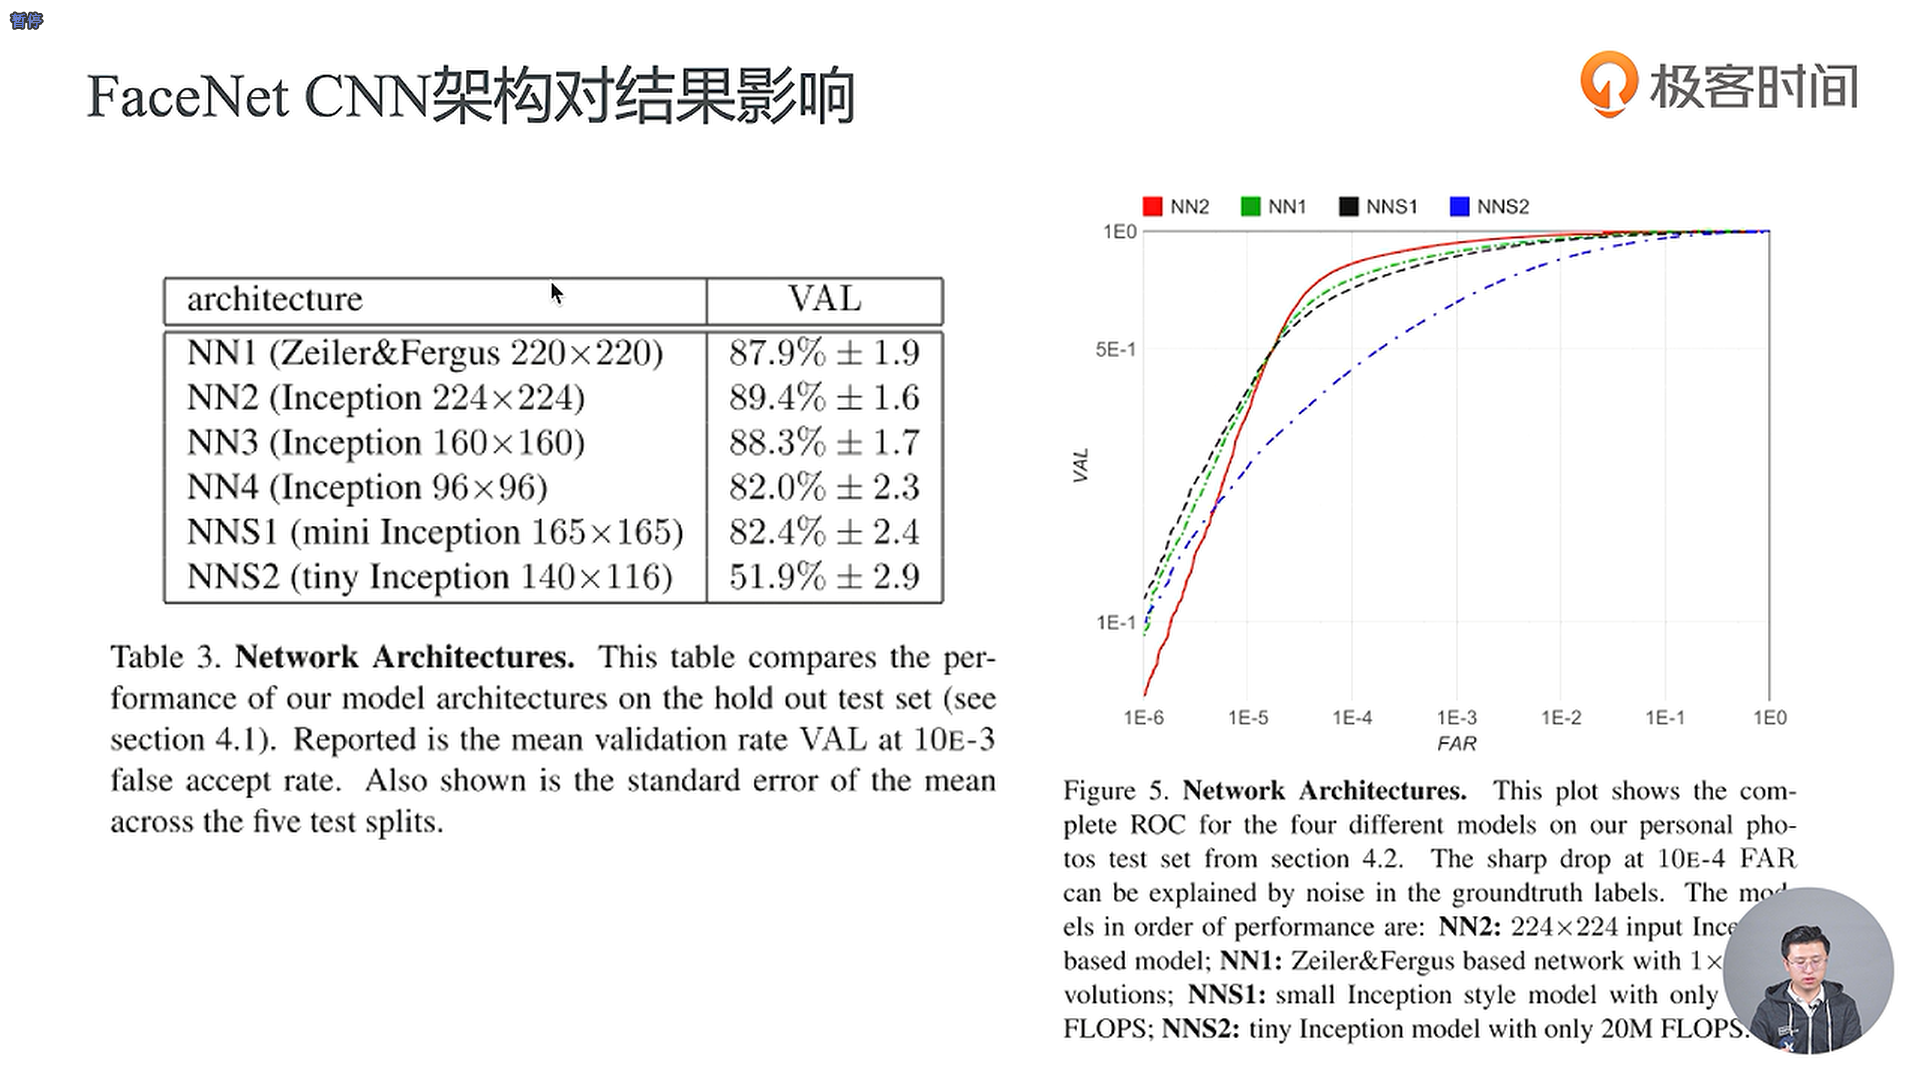 暂停
FaceNet CNN架构对结果影响
极客时间
architecture VAL
NN1 (Zeiler&Fergus 220×220) 87.9% ± 1.9
NN2 (Inception 224×224) 89.4% ± 1.6
NN3 (Inception 160×160) 88.3% ± 1.7
NN4 (Inception 96×96) 82.0% ± 2.3
NNS1 (mini Inception 165×165) 82.4% ± 2.4
NNS2 (tiny Inception 140×116) 51.9% ± 2.9
Table 3. Network Architectures. This table compares the per-
formance of our model architectures on the hold out test set (see
section 4.1). Reported is the mean validation rate VAL at 10E-3
false accept rate. Also shown is the standard error of the mean
across the five test splits.
NN2 NN1 NNS1 NNS2
1E0
5E-1
VAL
1E-1
1E-6 1E-5 1E-4 1E-3 1E-2 1E-1 1E0
FAR
Figure 5. Network Architectures. This plot shows the com-
plete ROC for the four different models on our personal pho-
tos test set from section 4.2. The sharp drop at 10E-4 FAR
can be explained by noise in the groundtruth labels. The mod-
els in order of performance are: NN2: 224×224 input
based model; NN1: Zeiler&Fergus based network with 1×
volutions; NNS1: small Inception style model with only
FLOPS; NNS2: tiny Inception model with only 20M FLOPS.